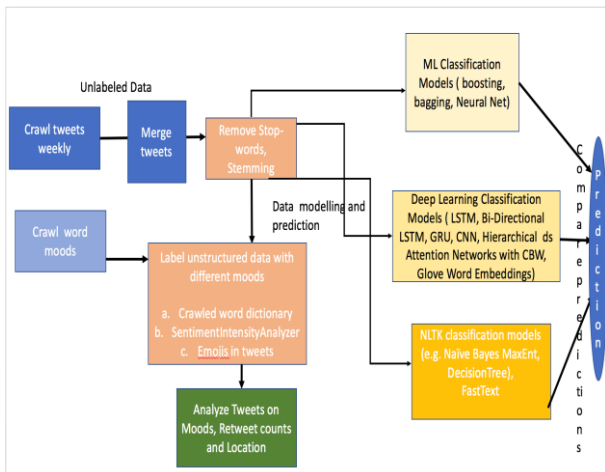 Unlabeled Data
Crawl tweets
weekly
Merge
tweets
Remove Stop-
words,
Stemming
ML Classification
Models ( boosting,
bagging, Neural Net)
Crawl word
moods
Data modelling and
prediction
Label unstructured data with
different moods
a. Crawled word dictionary
b. SentimentIntensityAnalyzer
c. Emojis in tweets
Deep Learning Classification
Models ( LSTM, Bi-Directional
LSTM, GRU, CNN, Hierarchical ds
Attention Networks with CBW,
Glove Word Embeddings)
NLTK classification models
(e.g. Naïve Bayes MaxEnt,
DecisionTree),
FastText
Analyze Tweets on
Moods, Retweet counts
and Location
Compare predictions
Prediction